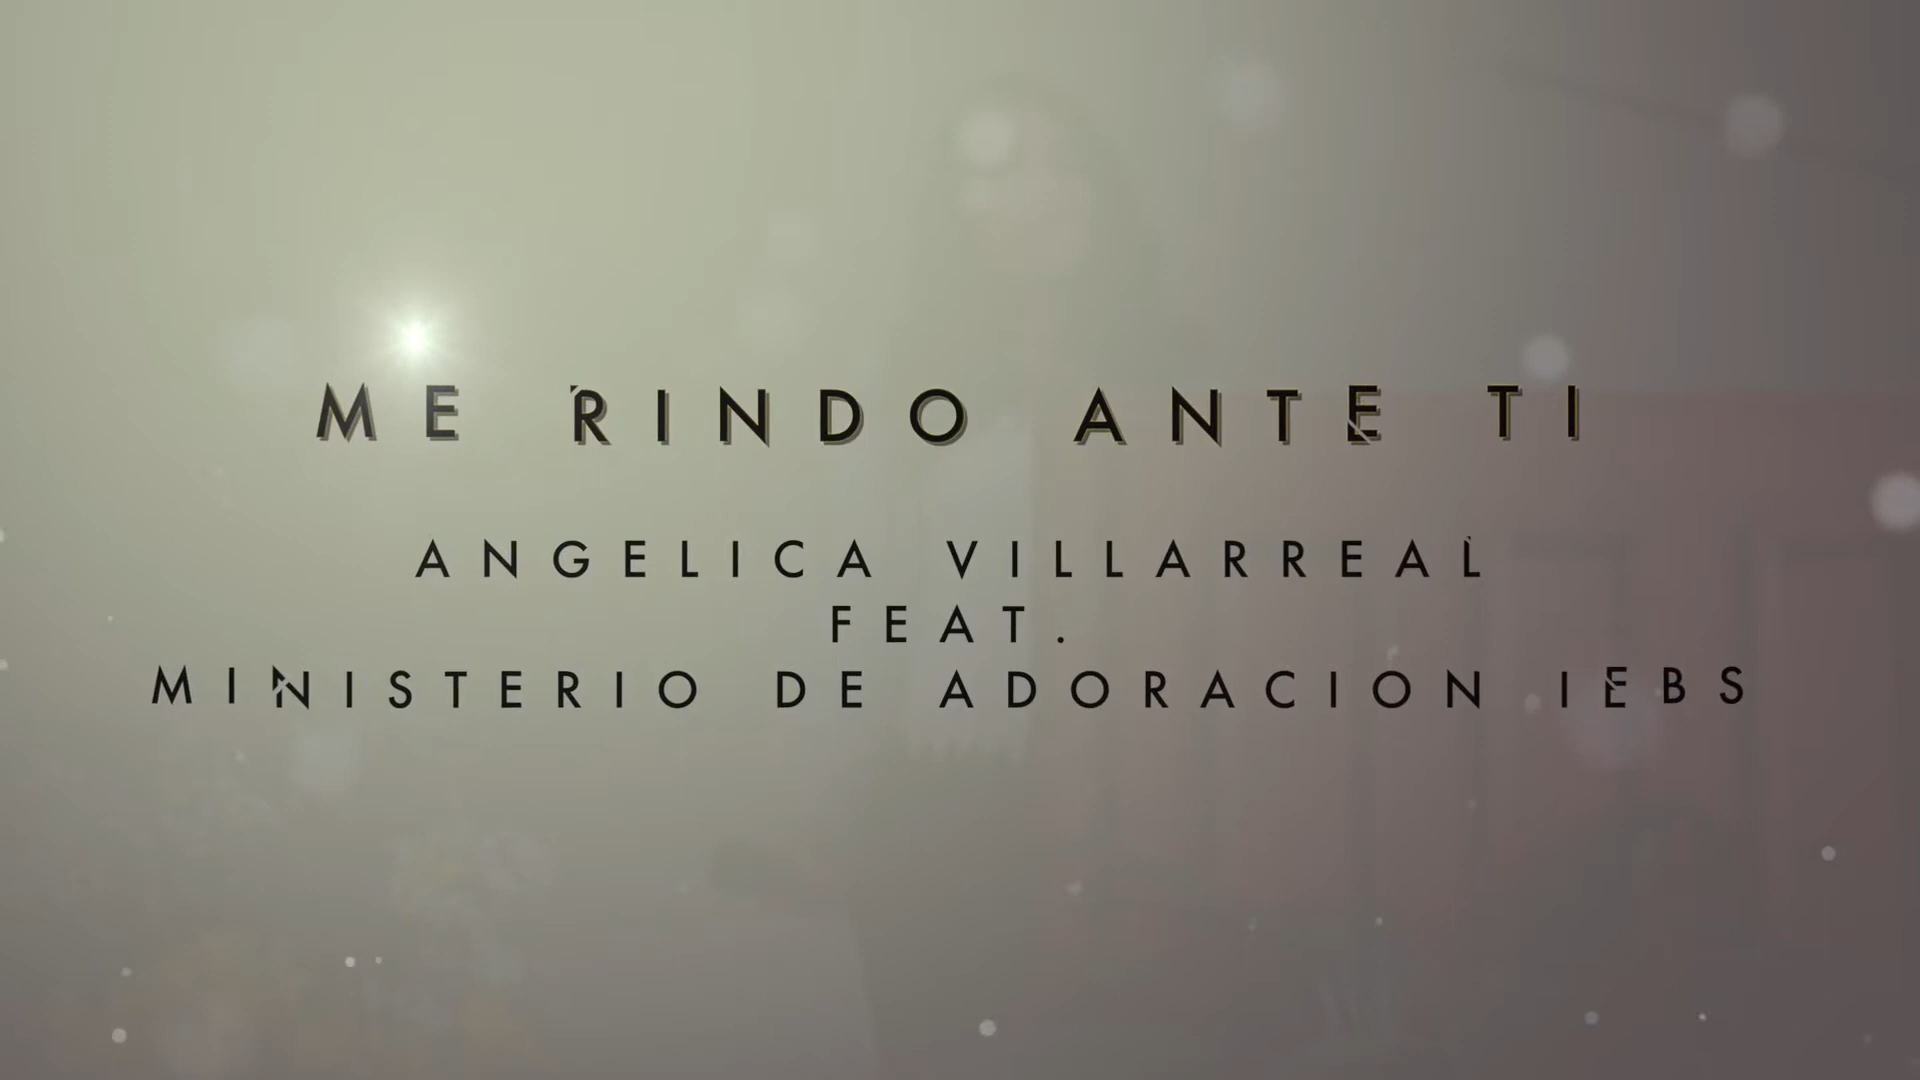 ME RINDO ANTE TI
ANGELICA VILLARREAL
FEAT.
MINISTERIO DE ADORACION IEBS